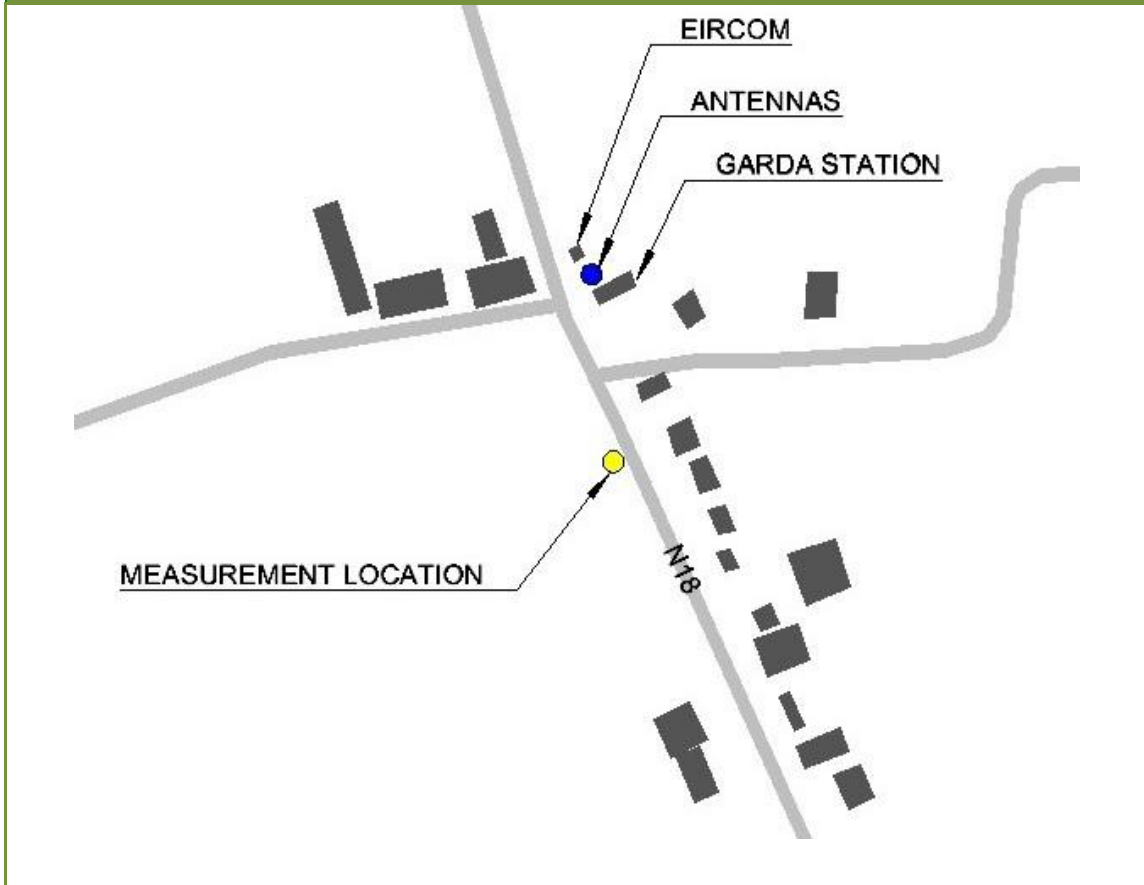 EIRCOM
ANTENNAS
GARDA STATION
MEASUREMENT LOCATION
N18